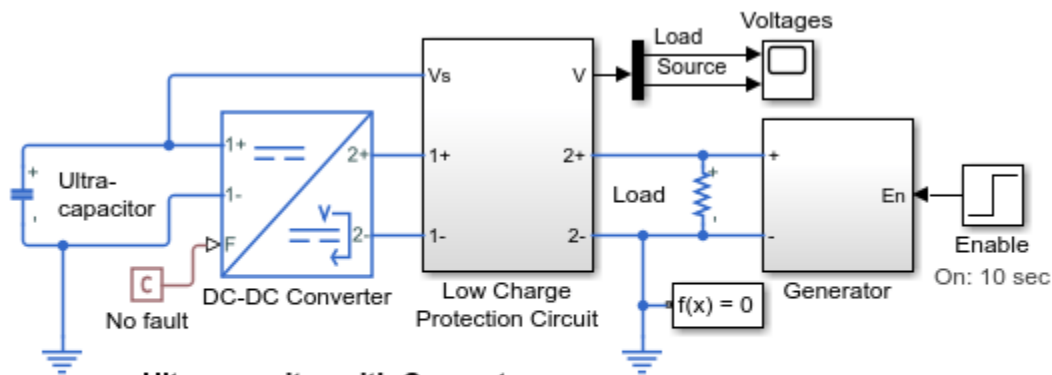 Voltages
Load
Source
Vs
V
1+
1-
2+
2-
F
V
Ultra-
capacitor
+
-
1+
1-
2+
2-
Load
+
-
+
-
En
Enable
On: 10 sec
C
No fault
DC-DC Converter
Low Charge
Protection Circuit
f(x) = 0
Generator